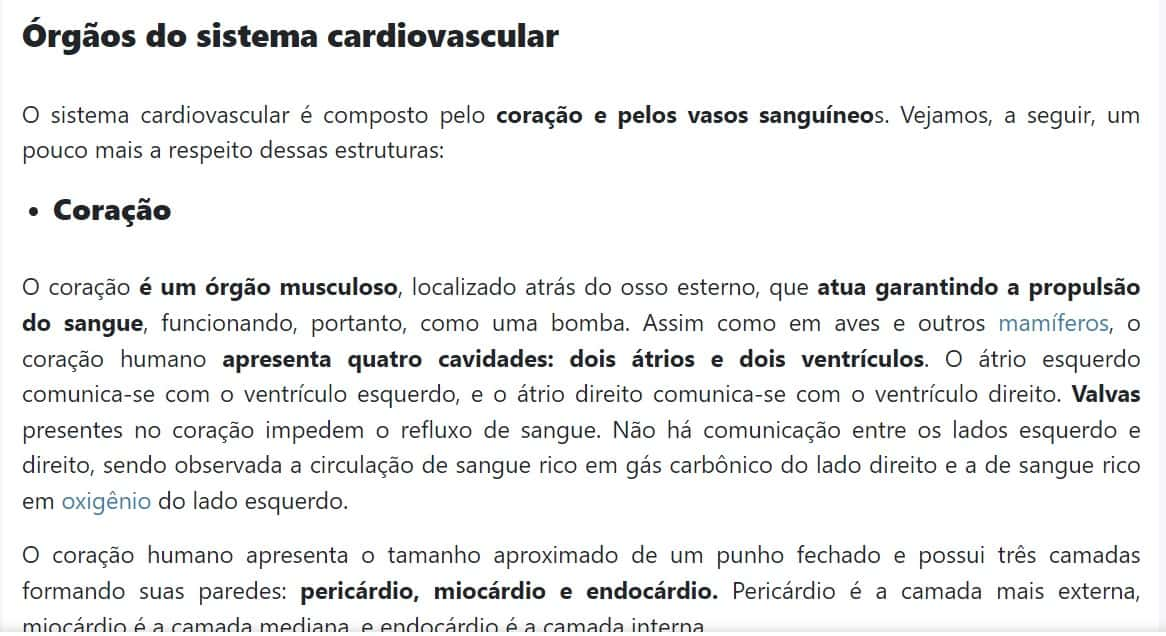 Órgãos do sistema cardiovascular
O sistema cardiovascular é composto pelo coração e pelos vasos sanguíneos. Vejamos, a seguir, um
pouco mais a respeito dessas estruturas:
• Coração
O coração é um órgão musculoso, localizado atrás do osso esterno, que atua garantindo a propulsão
do sangue, funcionando, portanto, como uma bomba. Assim como em aves e outros mamíferos, o
coração humano apresenta quatro cavidades: dois átrios e dois ventrículos. O átrio esquerdo
comunica-se com o ventrículo esquerdo, e o átrio direito comunica-se com o ventrículo direito. Valvas
presentes no coração impedem o refluxo de sangue. Não há comunicação entre os lados esquerdo e
direito, sendo observada a circulação de sangue rico em gás carbônico do lado direito e a de sangue rico
em oxigênio do lado esquerdo.
O coração humano apresenta o tamanho aproximado de um punho fechado e possui três camadas
formando suas paredes: pericárdio, miocárdio e endocárdio. Pericárdio é a camada mais externa,
miocárdio é a camada mediana, e endocárdio é a camada interna.